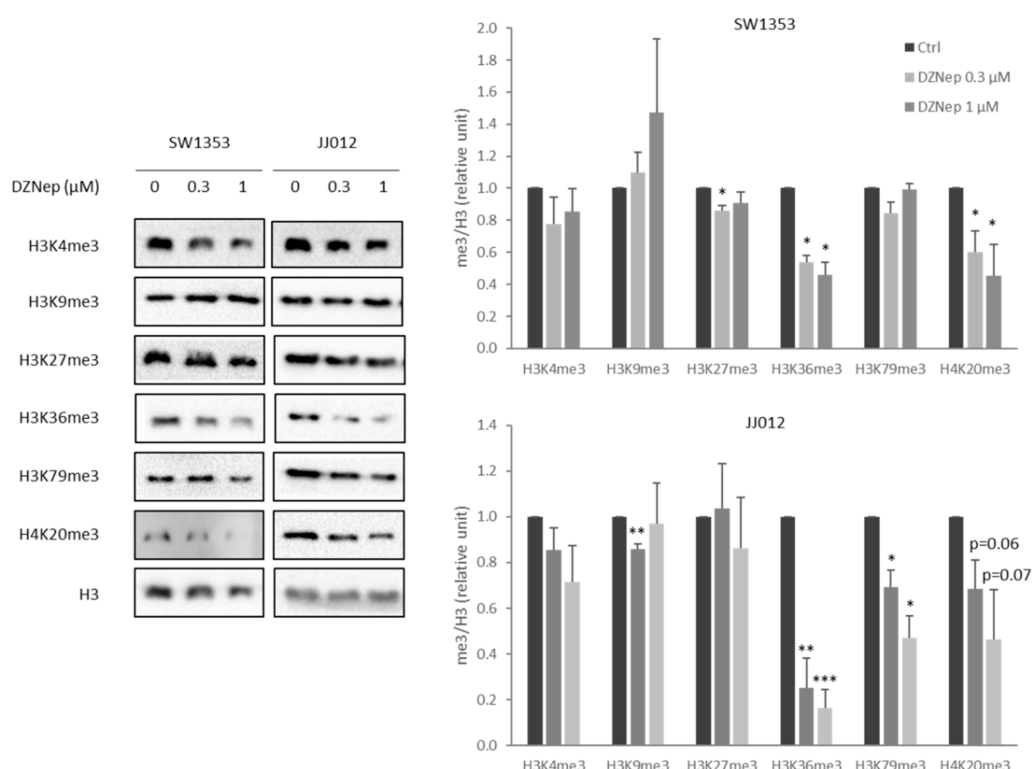 SW1353 JJ012
DZNep (μM) 0 0.3 1 0 0.3 1
H3K4me3
H3K9me3
H3K27me3
H3K36me3
H3K79me3
H4K20me3
H3
SW1353
Ctrl
DZNep 0.3 μM
DZNep 1 μM
me3/H3 (relative unit)
2.0
1.8
1.6
1.4
1.2
1.0
0.8
0.6
0.4
0.2
0.0
*
* *
* *
H3K4me3 H3K9me3 H3K27me3 H3K36me3 H3K79me3 H4K20me3
JJ012
me3/H3 (relative unit)
1.4
1.2
1.0
0.8
0.6
0.4
0.2
0.0
**
** ***
* *
p=0.06
p=0.07
H3K4me3 H3K9me3 H3K27me3 H3K36me3 H3K79me3 H4K20me3